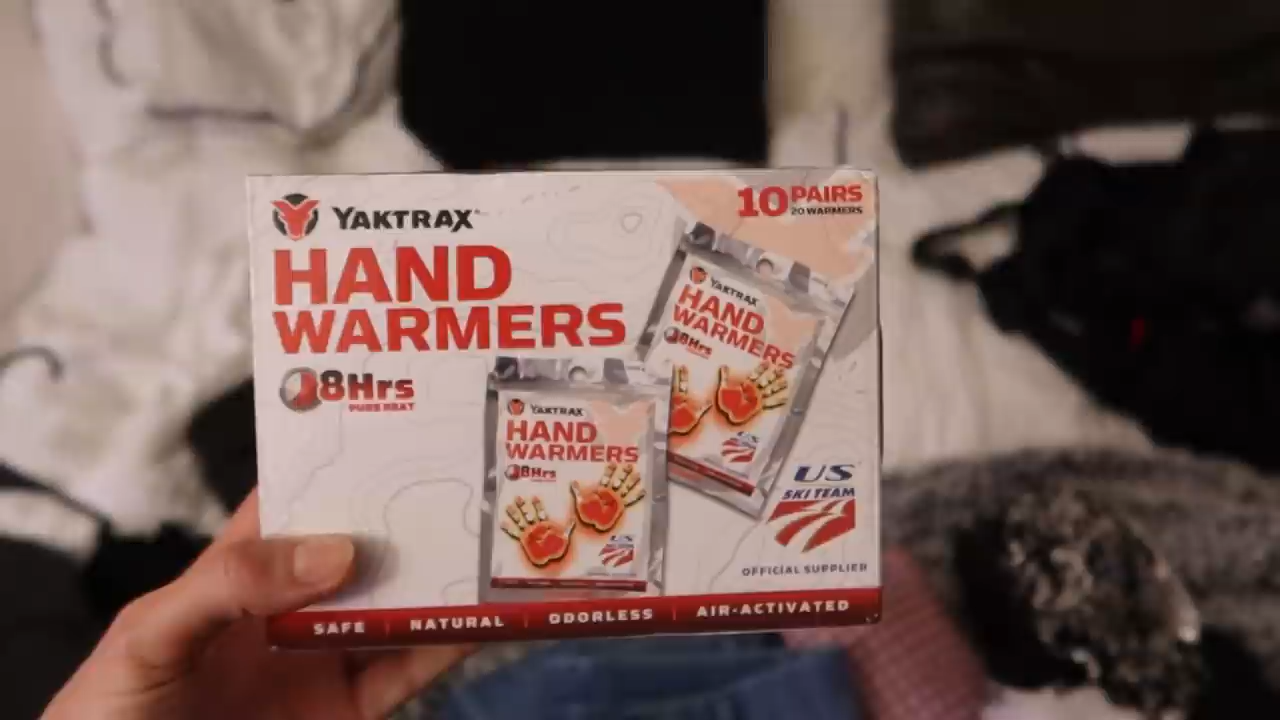 YAKTRAX
HAND
WARMERS
8Hrs
PURE HEAT
10 PAIRS
20 WARMERS
YAKTRAX
HAND
WARMERS
8Hrs
YAKTRAX
HAND
WARMERS
8Hrs
US
US
SKI TEAM
OFFICIAL SUPPLIER
SAFE | NATURAL | ODORLESS | AIR-ACTIVATED